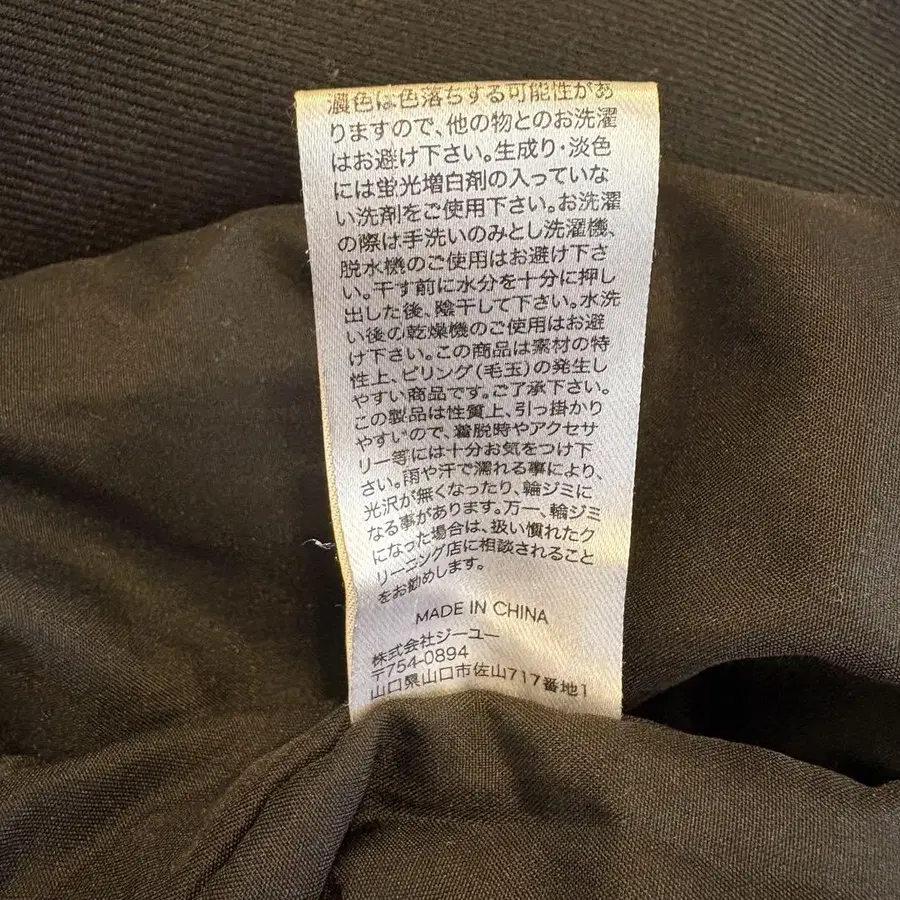 濃色は色落ちする可能性があ
りますので、他の物とのお洗濯
はお避け下さい。生成り・淡色
には蛍光増白剤の入っていな
い洗剤をご使用下さい。お洗濯
の際は手洗いのみとし洗濯機、
脱水機のご使用はお避け下さ
い。干す前に水分を十分に押し
出した後、陰干して下さい。水洗
い後の乾燥機のご使用はお避
け下さい。この商品は素材の特
性上、ピリング(毛玉)の発生し
やすい商品です。ご了承下さい。
この製品は性質上、引っ掛かり
やすいので、着脱時やアクセサ
リー等には十分お気をつけ下
さい。雨や汗で濡れる事により、
光沢が無くなったり、輪ジミに
なる事があります。万一、輪ジミ
になった場合は、扱い慣れたク
リーニング店に相談されること
をお勧めします。
MADE IN CHINA
株式会社ジーユー
〒754-0894
山口県山口市佐山717番地1